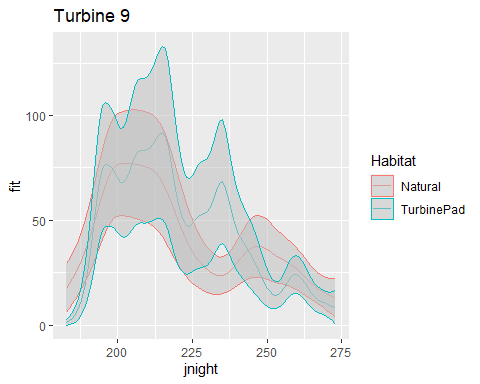 Turbine 9
fit
100
50
0
200
225
250
275
jnight
Habitat
Natural
TurbinePad